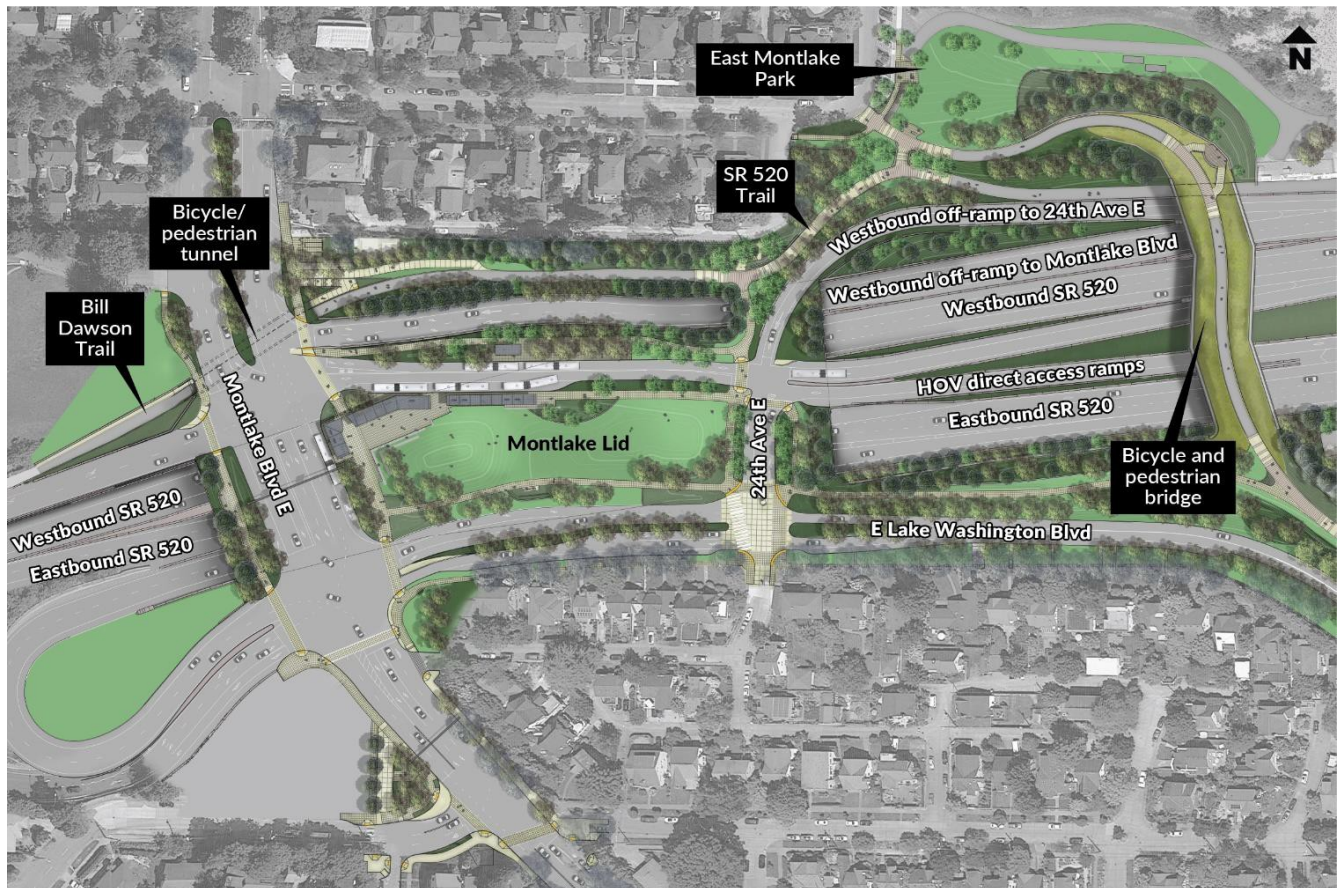 East Montlake
Park
N
SR 520
Trail
Bicycle/
pedestrian
tunnel
Westbound off-ramp to 24th Ave E
Westbound off-ramp to Montlake Blvd
Westbound SR 520
Bill
Dawson
Trail
HOV direct access ramps
Eastbound SR 520
Montlake Blvd E
Montlake Lid
24th Ave E
Bicycle and
pedestrian
bridge
Westbound SR 520
Eastbound SR 520
E Lake Washington Blvd